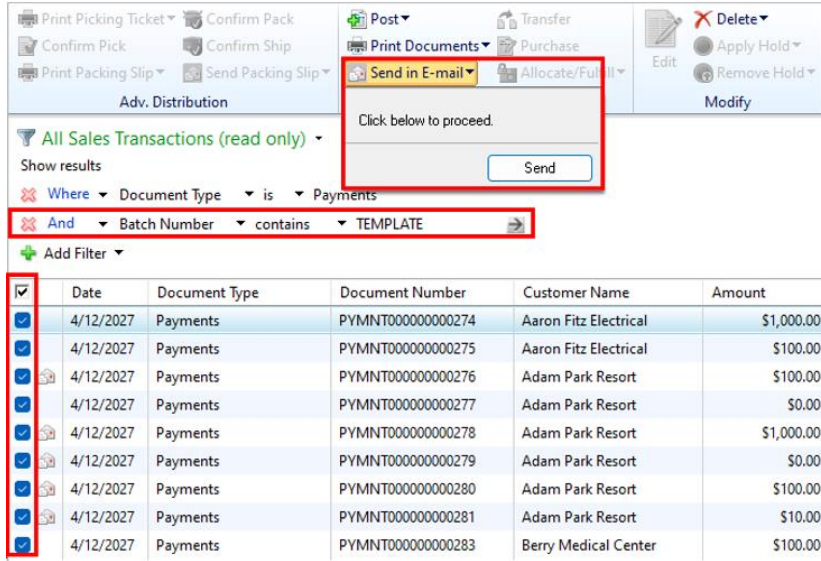 Print Picking Ticket Confirm Pack Post Transfer Delete
Confirm Pick Confirm Ship Print Documents Purchase Apply Hold
Print Packing Slip Send Packing Slip Send in E-mail Allocate/Fulfill Edit Remove Hold
Adv. Distribution Modify
Click below to proceed.
Send
All Sales Transactions (read only)
Show results
Where Document Type is Payments
And Batch Number contains TEMPLATE
Add Filter
Date Document Type Document Number Customer Name Amount
4/12/2027 Payments PYMNT000000000274 Aaron Fitz Electrical $1,000.00
4/12/2027 Payments PYMNT000000000275 Aaron Fitz Electrical $100.00
4/12/2027 Payments PYMNT000000000276 Adam Park Resort $100.00
4/12/2027 Payments PYMNT000000000277 Adam Park Resort $0.00
4/12/2027 Payments PYMNT000000000278 Adam Park Resort $1,000.00
4/12/2027 Payments PYMNT000000000279 Adam Park Resort $0.00
4/12/2027 Payments PYMNT000000000280 Adam Park Resort $100.00
4/12/2027 Payments PYMNT000000000281 Adam Park Resort $10.00
4/12/2027 Payments PYMNT000000000283 Berry Medical Center $100.00